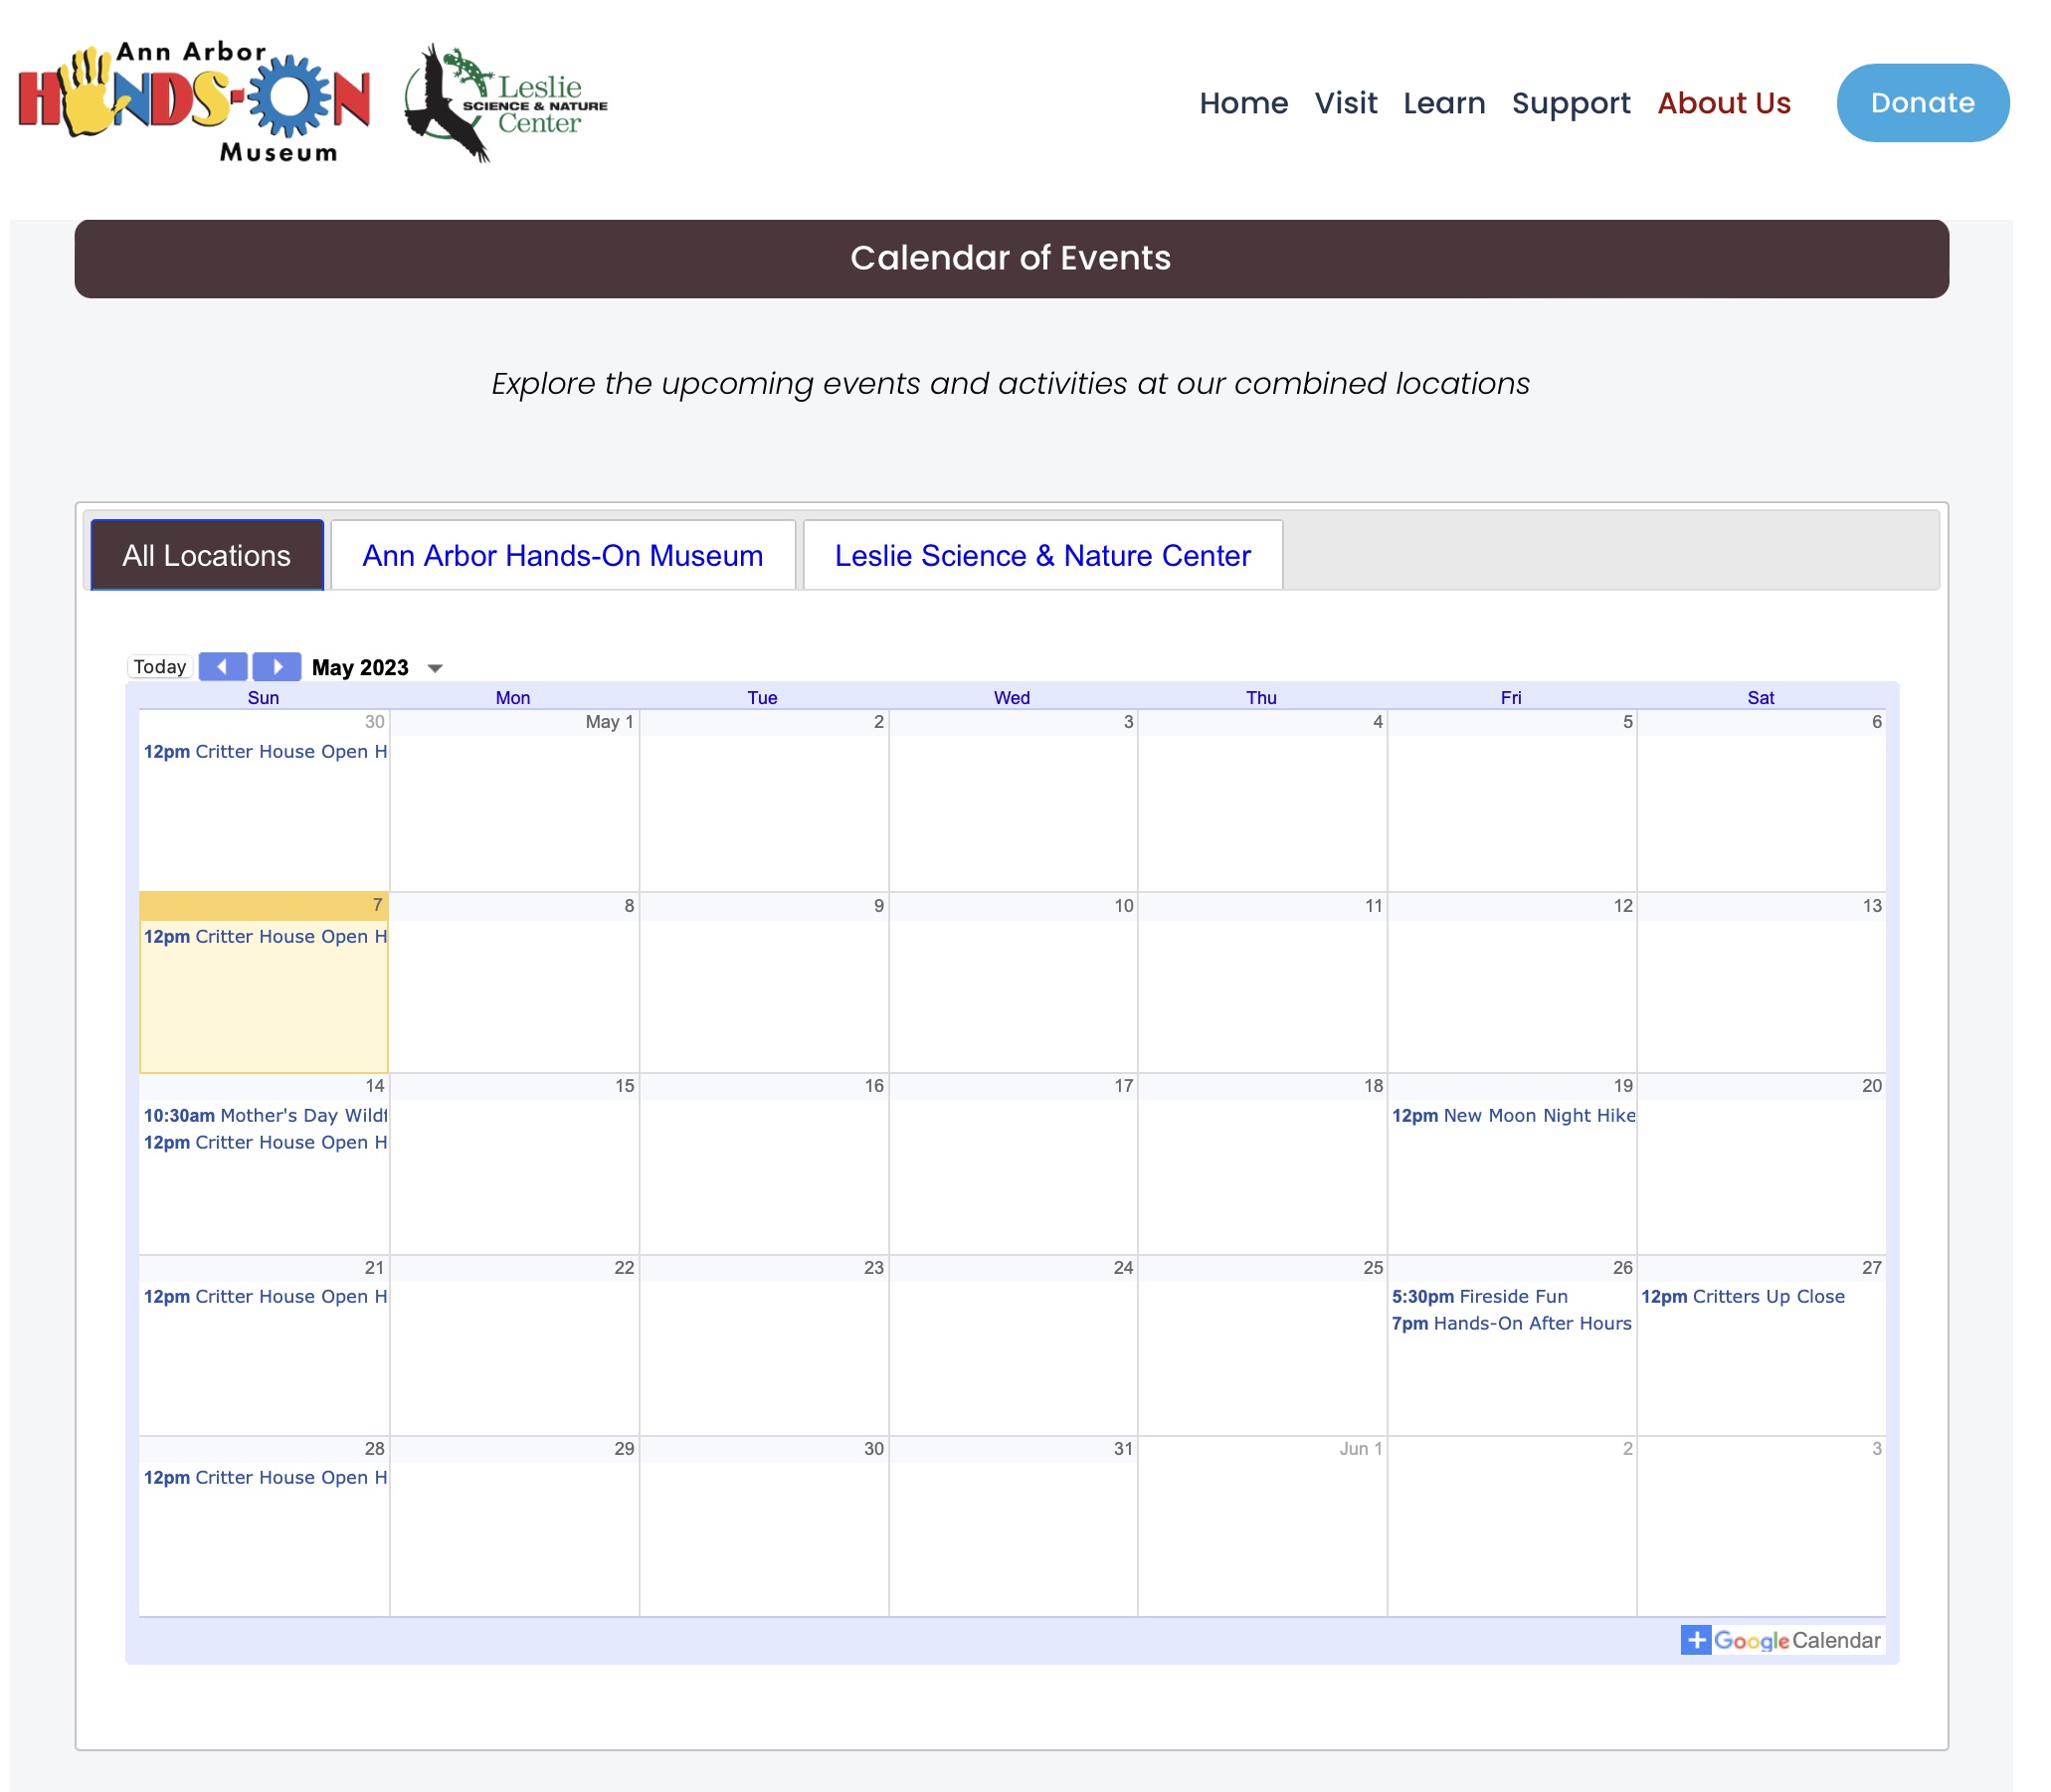 Ann Arbor
HANDS-ON
Museum
Leslie
SCIENCE & NATURE
Center
Home Visit Learn Support About Us Donate
Calendar of Events
Explore the upcoming events and activities at our combined locations
All Locations Ann Arbor Hands-On Museum Leslie Science & Nature Center
Today May 2023
Sun Mon Tue Wed Thu Fri Sat
30 May 1 2 3 4 5 6
12pm Critter House Open H
7 8 9 10 11 12 13
12pm Critter House Open H
14 15 16 17 18 19 20
10:30am Mother's Day Wildf 12pm New Moon Night Hike
12pm Critter House Open H
21 22 23 24 25 26 27
12pm Critter House Open H 5:30pm Fireside Fun 12pm Critters Up Close
7pm Hands-On After Hours
28 29 30 31 Jun 1 2 3
12pm Critter House Open H
+ Google Calendar